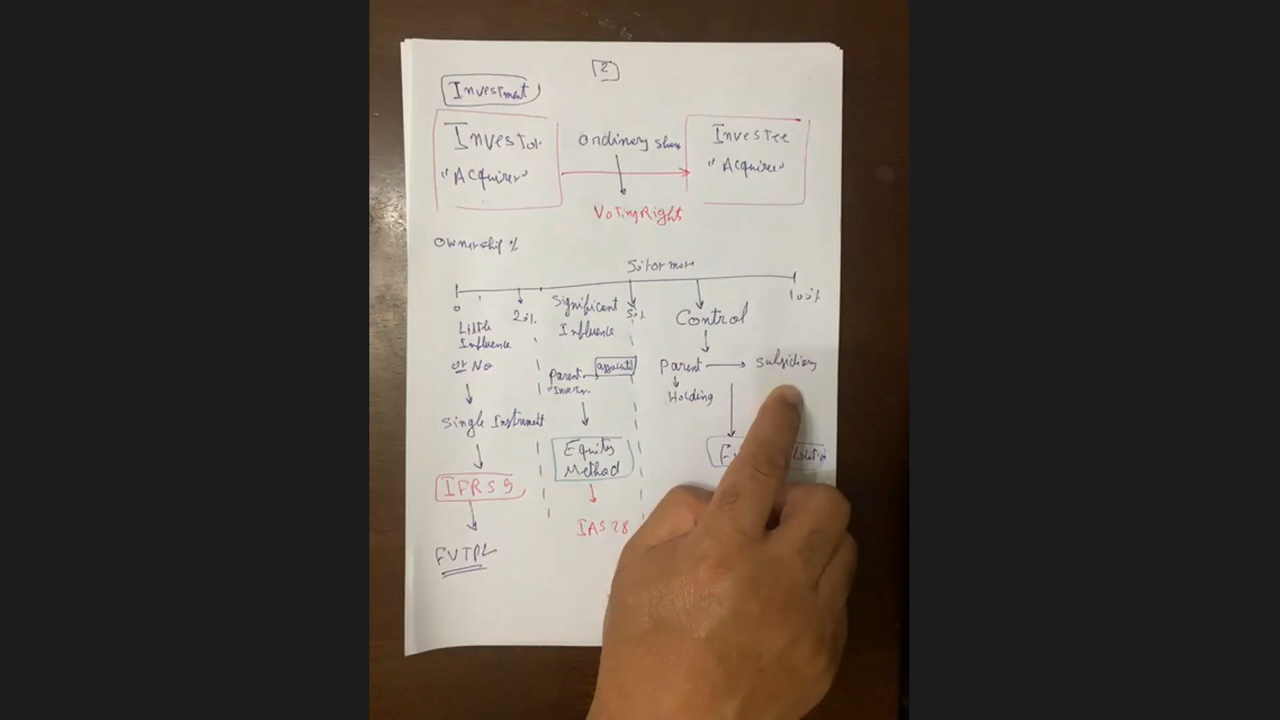 2
Investment
Investor
"Acquirer"
ordinary share
Voting Right
Investee
"Acquiree"
Ownership %
50% or more
0
20%
50%
100%
Little
Influence
or No
Single Instrument
IFRS 9
FVTPL
Significant
Influence
Parent
associate
Equity
Method
IAS 28
Control
Parent
Subsidiary
Holding